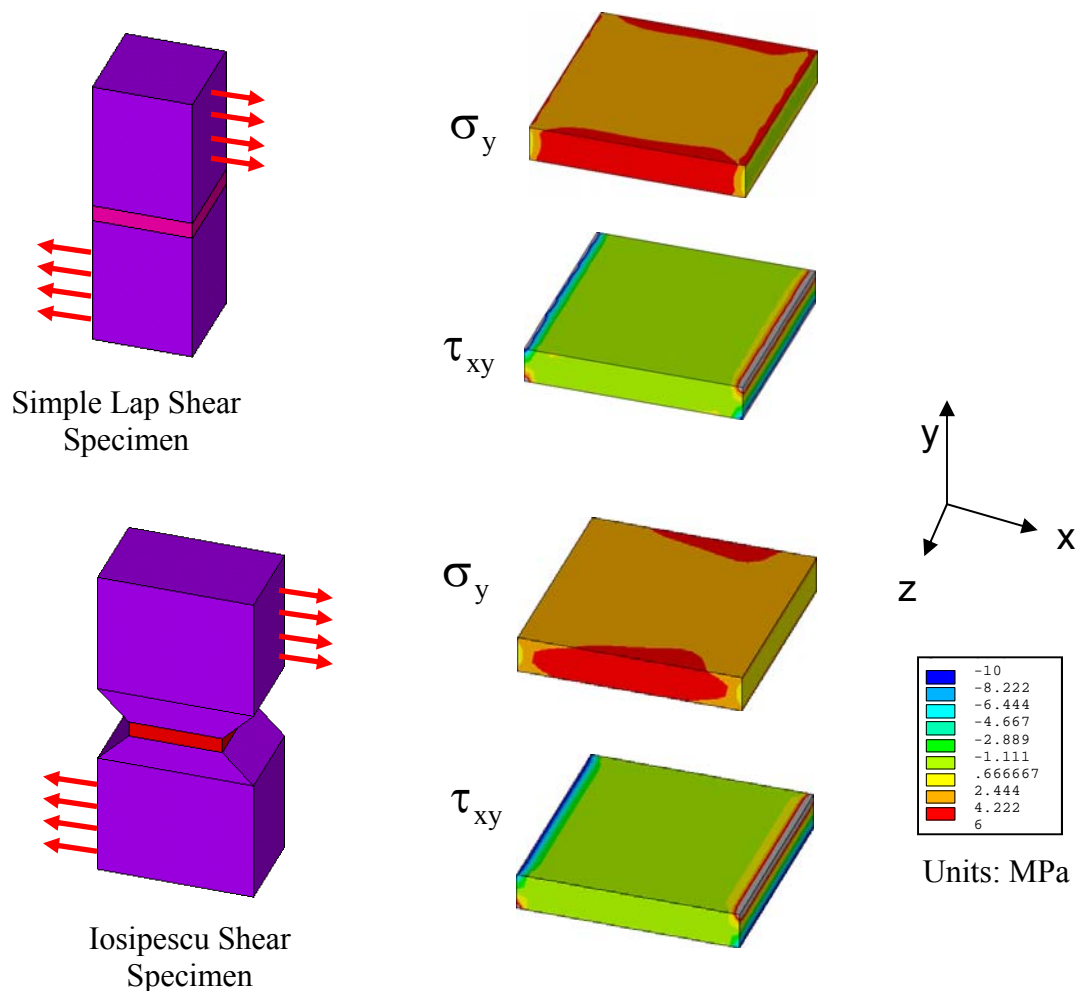 σy
τxy
Simple Lap Shear
Specimen
y
x
z
σy
τxy
-10
-8.222
-6.444
-4.667
-2.889
-1.111
.666667
2.444
4.222
6
Units: MPa
Iosipescu Shear
Specimen